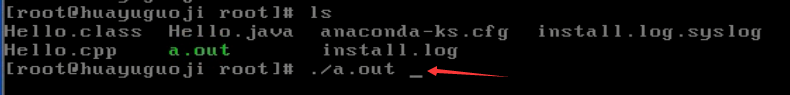 [root@huayuguoji root]# ls
Hello.class  Hello.java  anaconda-ks.cfg  install.log.syslog
Hello.cpp    a.out       install.log
[root@huayuguoji root]# ./a.out _